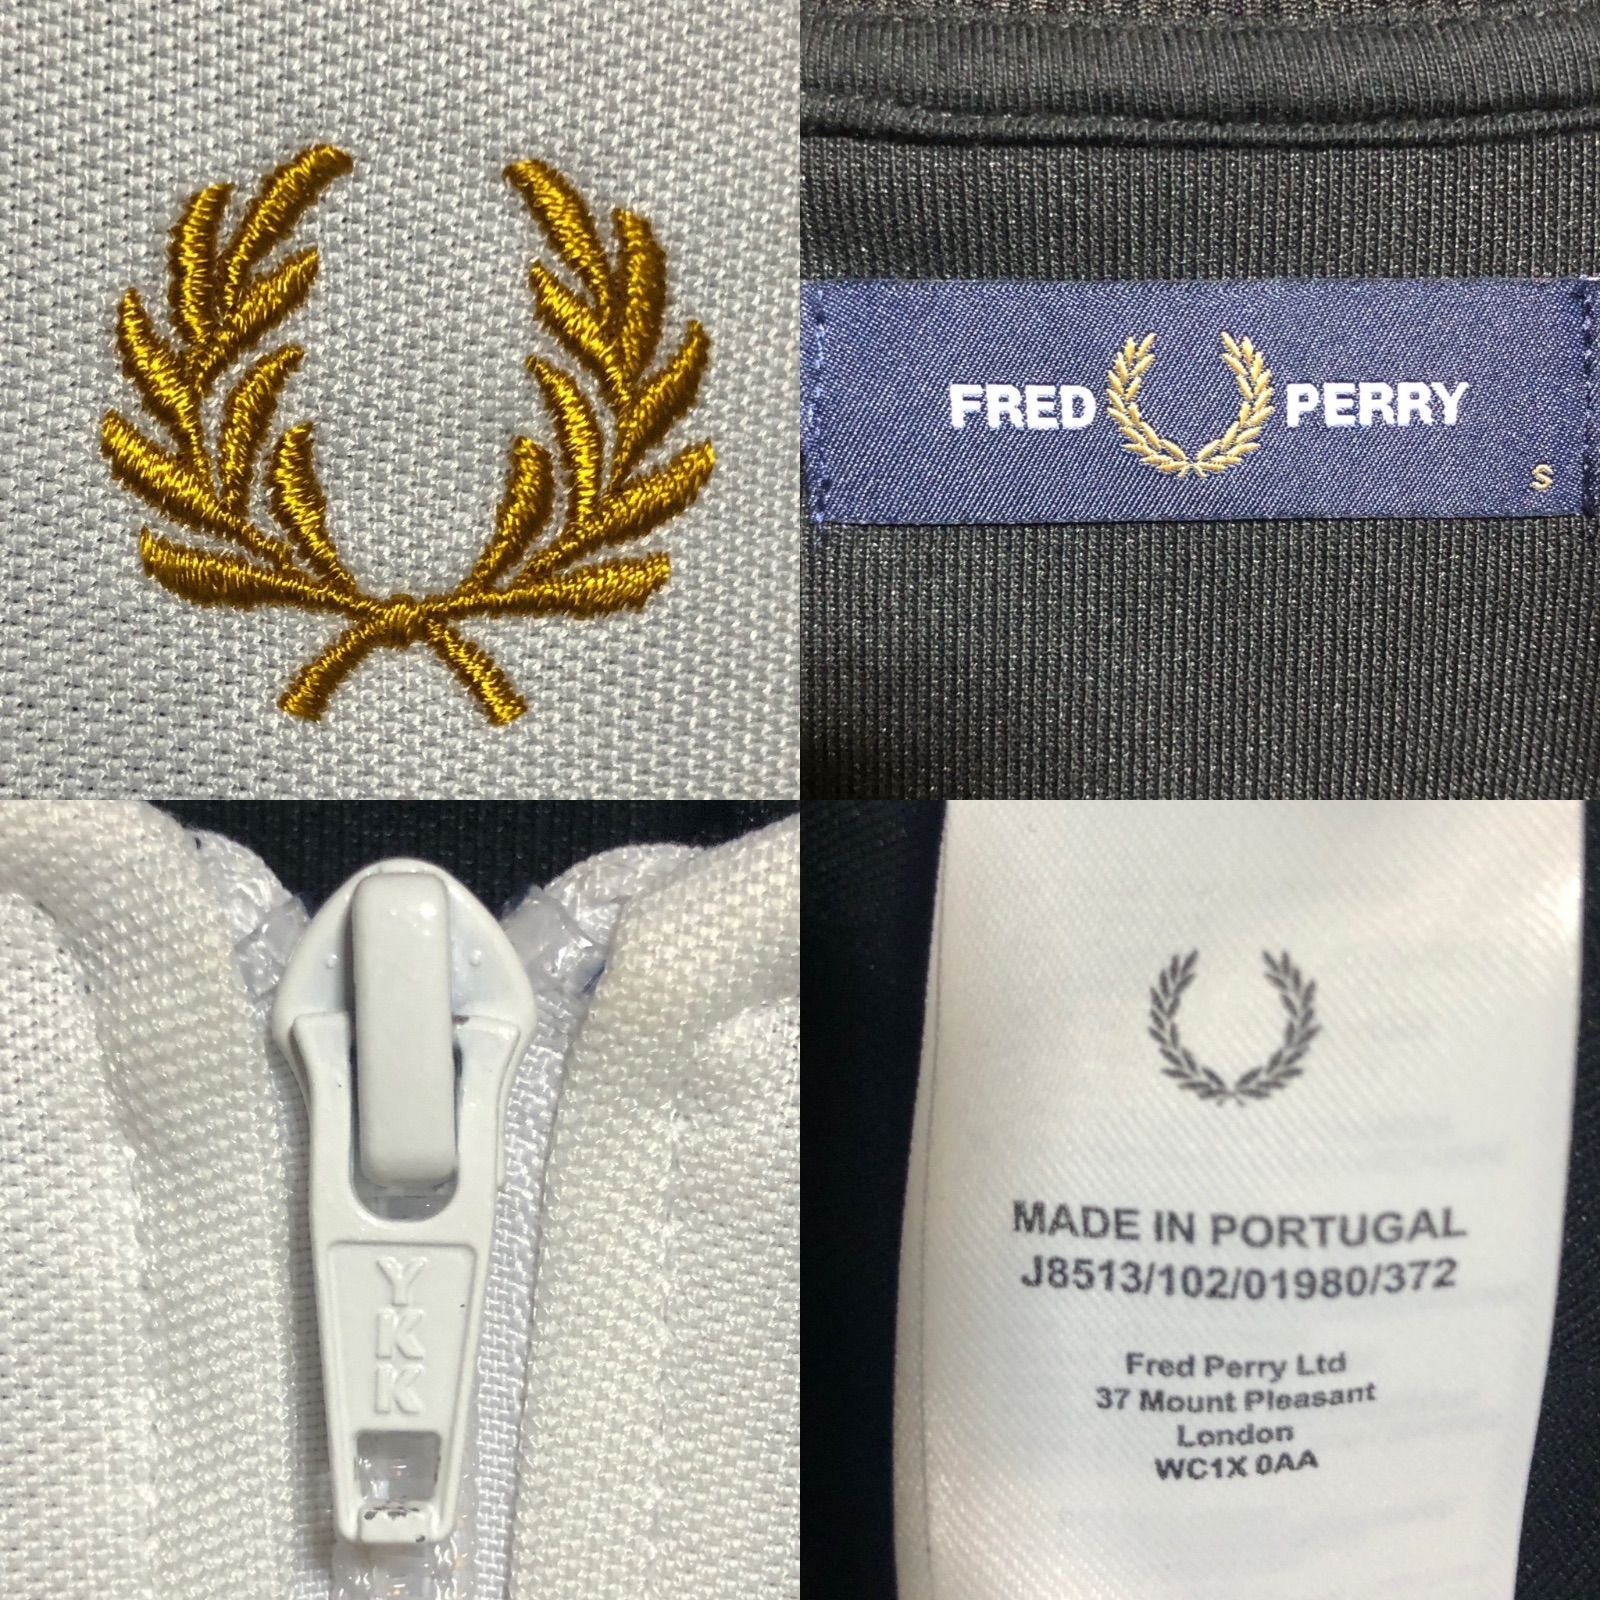 FRED PERRY
S
YKK
MADE IN PORTUGAL
J8513/102/01980/372
Fred Perry Ltd
37 Mount Pleasant
London
WC1X 0AA